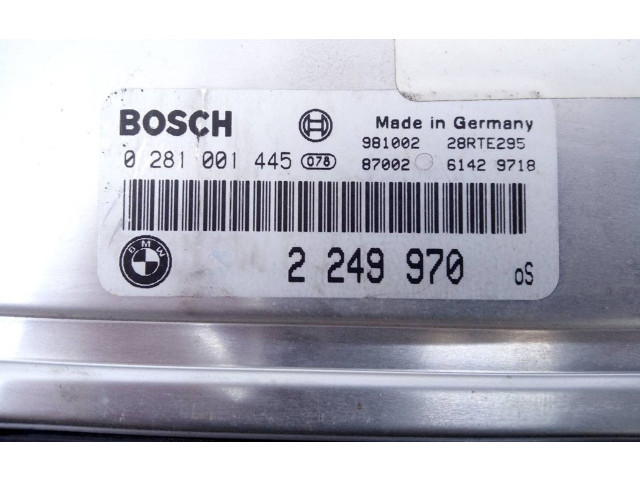 BOSCH
Made in Germany
981002 28RTE295
0 281 001 445 078
87002 6142 9718
BMW
2 249 970 oS